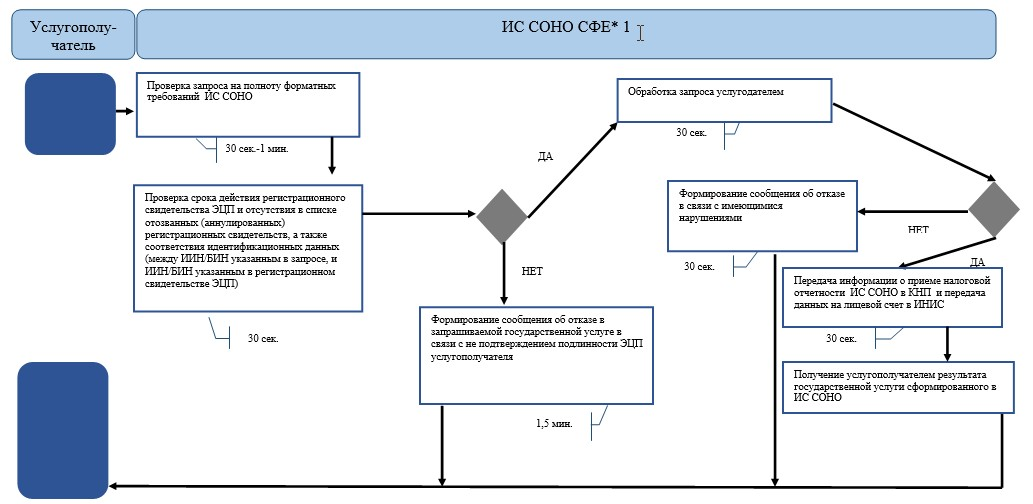 Услугополу-
чатель
ИС СОНО СФЕ* 1
Проверка запроса на полноту форматных
требований ИС СОНО
30 сек.-1 мин.
Проверка срока действия регистрационного
свидетельства ЭЦП и отсутствия в списке
отозванных (аннулированных)
регистрационных свидетельств, а также
соответствия идентификационных данных
(между ИИН/БИН указанным в запросе, и
ИИН/БИН указанным в регистрационном
свидетельстве ЭЦП)
30 сек.
ДА
НЕТ
Формирование сообщения об отказе в
запрашиваемой государственной услуге в
связи с не подтверждением подлинности ЭЦП
услугополучателя
1,5 мин.
Обработка запроса услугодателем
30 сек.
Формирование сообщения об отказе
в связи с имеющимися
нарушениями
30 сек.
НЕТ
ДА
Передача информации о приеме налоговой
отчетности ИС СОНО в КНП и передача
данных на лицевой счет в ИНИС
30 сек.
Получение услугополучателем результата
государственной услуги сформированного в
ИС СОНО